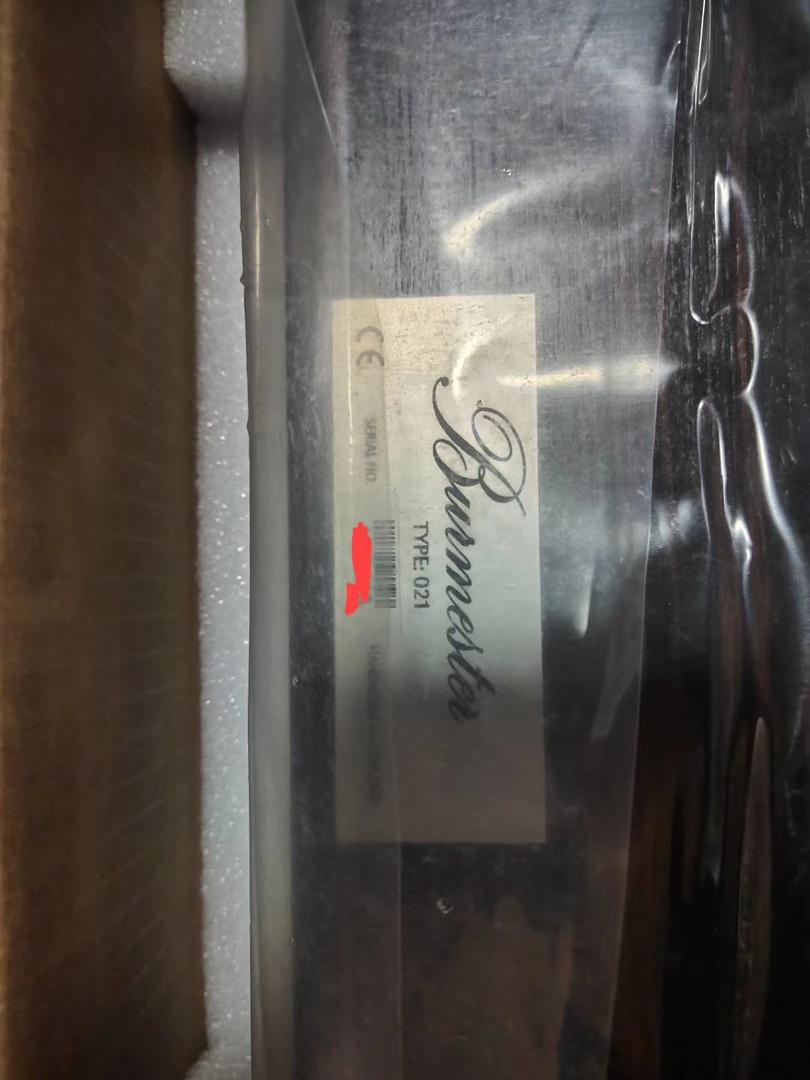 Burmester
TYPE: 021
CE SERIAL NO.